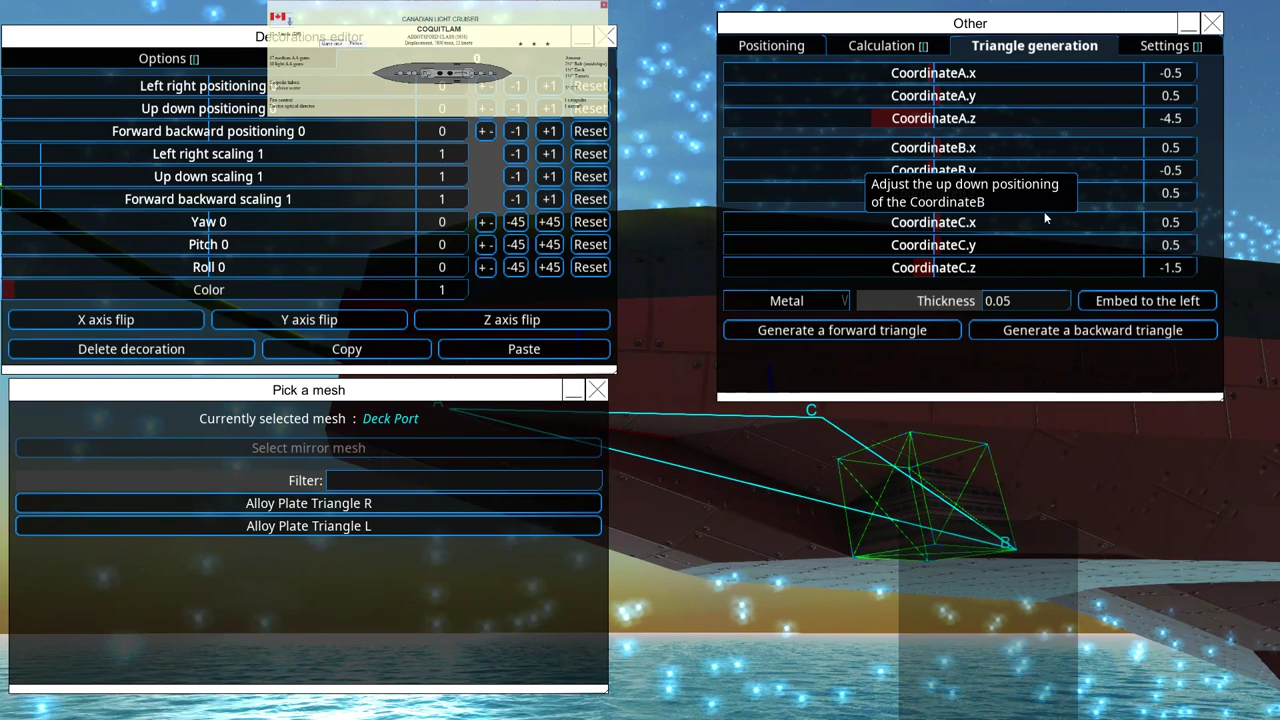 CANADIAN LIGHT CRUISER
COQUITLAM
ABBOTSFORD CLASS (1938)
Other
Options []
Positioning
Calculation []
Triangle generation
Settings []
Left right positioning
0 Reset
Up down positioning
0 -1 +1 Reset
Forward backward positioning 0
0 + - -1 +1 Reset
Left right scaling 1
1 -1 +1 Reset
Up down scaling 1
1 -1 +1 Reset
Forward backward scaling 1
1 -1 +1 Reset
Yaw 0
0 + - -45 +45 Reset
Pitch 0
0 + - -45 +45 Reset
Roll 0
0 + - -45 +45 Reset
Color
1
X axis flip
Y axis flip
Z axis flip
Delete decoration
Copy
Paste
CoordinateA.x
-0.5
CoordinateA.y
0.5
CoordinateA.z
-4.5
CoordinateB.x
0.5
CoordinateB.y
-0.5
Adjust the up down positioning
of the CoordinateB
0.5
CoordinateC.x
0.5
CoordinateC.y
0.5
CoordinateC.z
-1.5
Metal
Thickness 0.05
Embed to the left
Generate a forward triangle
Generate a backward triangle
Pick a mesh
Currently selected mesh : Deck Port
Select mirror mesh
Filter:
Alloy Plate Triangle R
Alloy Plate Triangle L
C
B